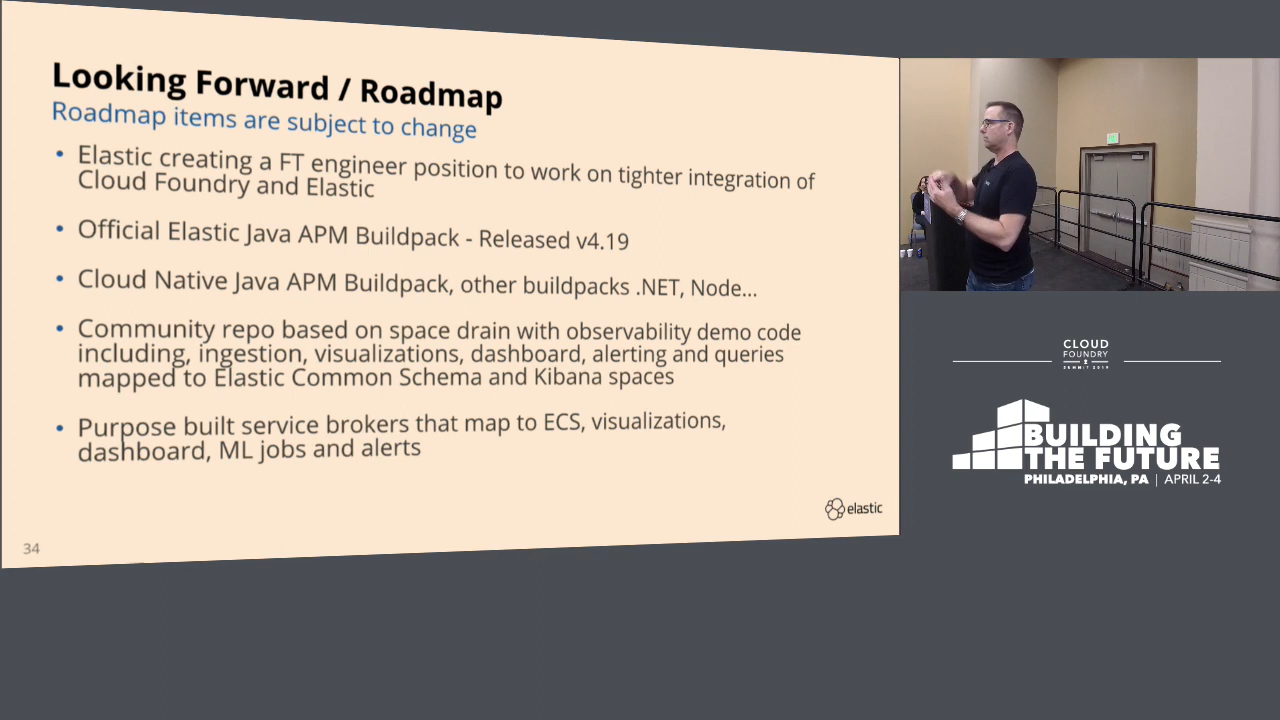 Looking Forward / Roadmap
Roadmap items are subject to change
• Elastic creating a FT engineer position to work on tighter integration of
Cloud Foundry and Elastic
• Official Elastic Java APM Buildpack - Released v4.19
• Cloud Native Java APM Buildpack, other buildpacks .NET, Node...
• Community repo based on space drain with observability demo code
including, ingestion, visualizations, dashboard, alerting and queries
mapped to Elastic Common Schema and Kibana spaces
• Purpose built service brokers that map to ECS, visualizations,
dashboard, ML jobs and alerts
elastic
34
CLOUD
FOUNDRY
SUMMIT 2019
BUILDING
THE FUTURE
PHILADELPHIA, PA | APRIL 2-4